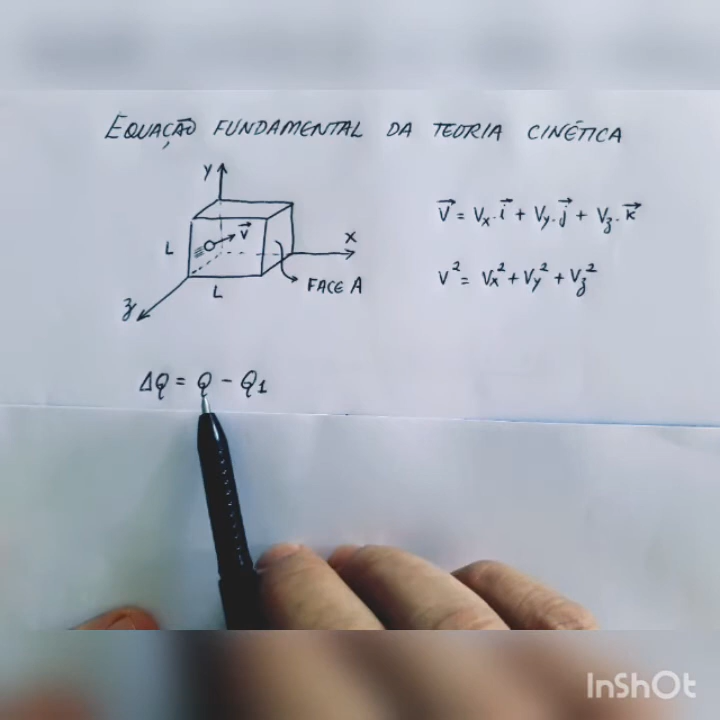 EQUAÇÃO FUNDAMENTAL DA TEORIA CINÉTICA
y
x
z
L
L
v⃗
FACE A
v⃗ = Vx.i⃗ + Vy.j⃗ + Vz.k⃗
v² = Vx² + Vy² + Vz²
ΔQ = Q - Q1
InShOt